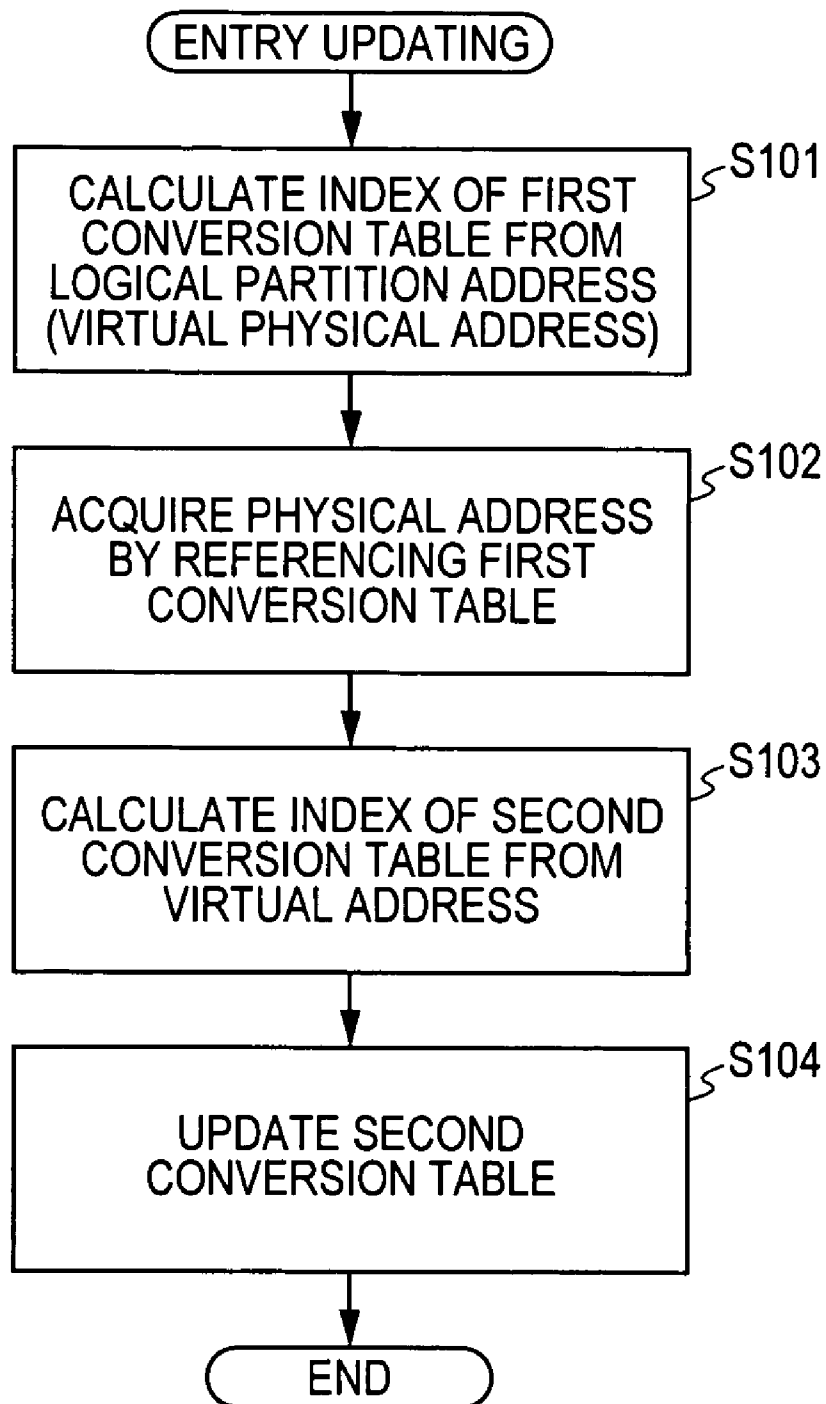 ENTRY UPDATING
S101
CALCULATE INDEX OF FIRST
CONVERSION TABLE FROM
LOGICAL PARTITION ADDRESS
(VIRTUAL PHYSICAL ADDRESS)
S102
ACQUIRE PHYSICAL ADDRESS
BY REFERENCING FIRST
CONVERSION TABLE
S103
CALCULATE INDEX OF SECOND
CONVERSION TABLE FROM
VIRTUAL ADDRESS
S104
UPDATE SECOND
CONVERSION TABLE
END